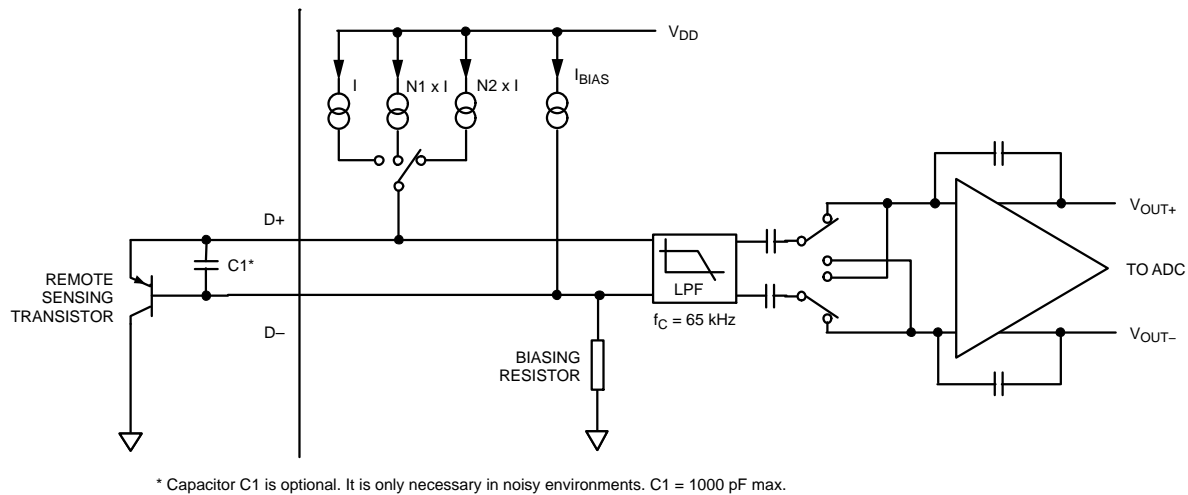 V_DD
I
N1 x I
N2 x I
I_BIAS
D+
C1*
REMOTE
SENSING
TRANSISTOR
D−
LPF
f_C = 65 kHz
BIASING
RESISTOR
V_OUT+
TO ADC
V_OUT−
* Capacitor C1 is optional. It is only necessary in noisy environments. C1 = 1000 pF max.